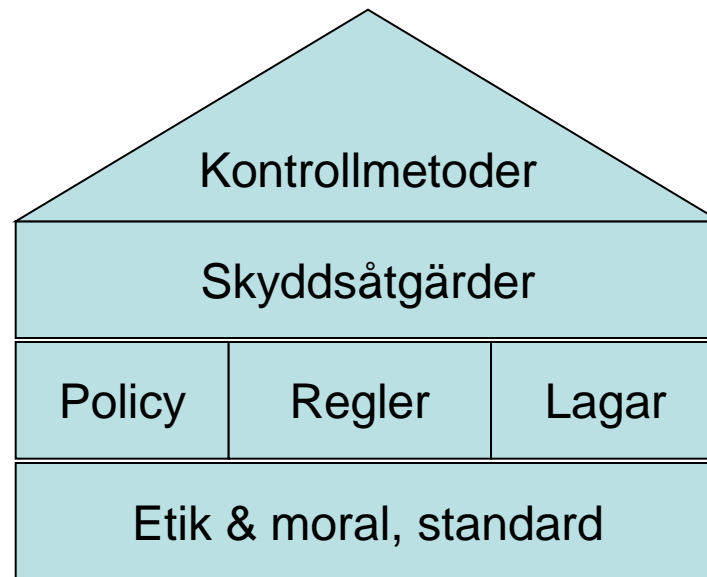 Kontrollmetoder
Skyddsåtgärder
Policy Regler Lagar
Etik & moral, standard